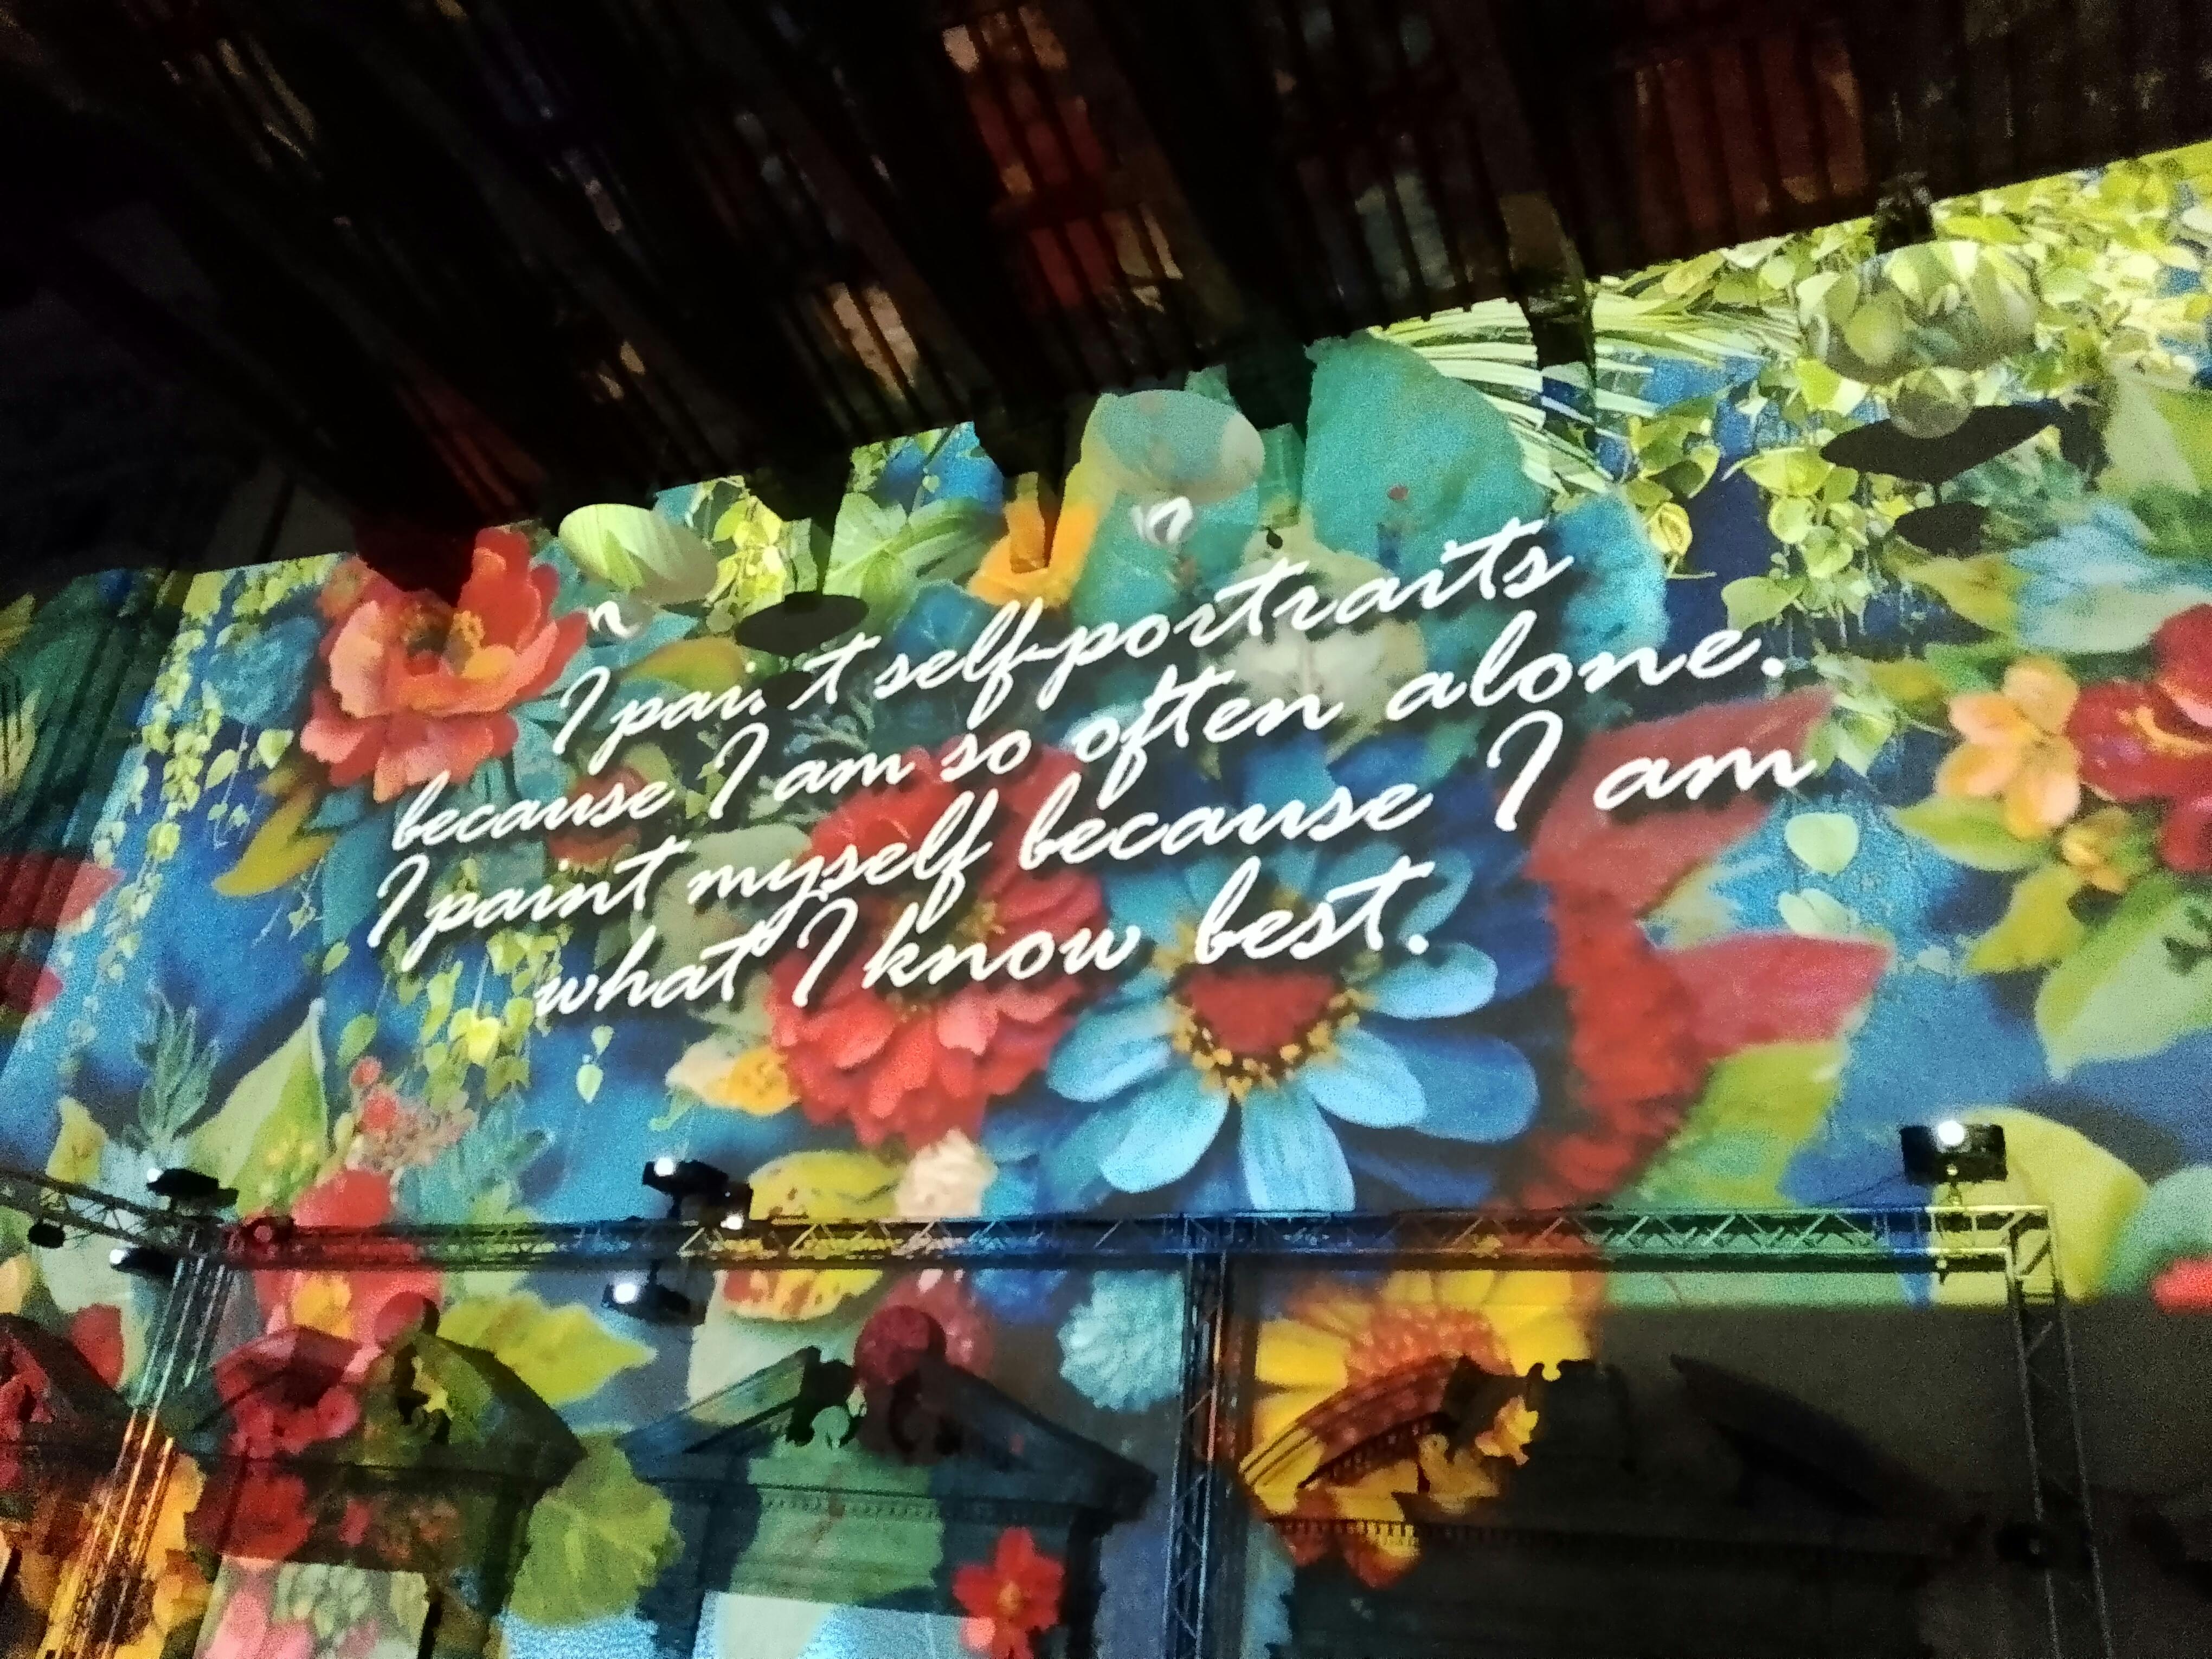 I paint self-portraits
because I am so often alone.
I paint myself because I am
what I know best.